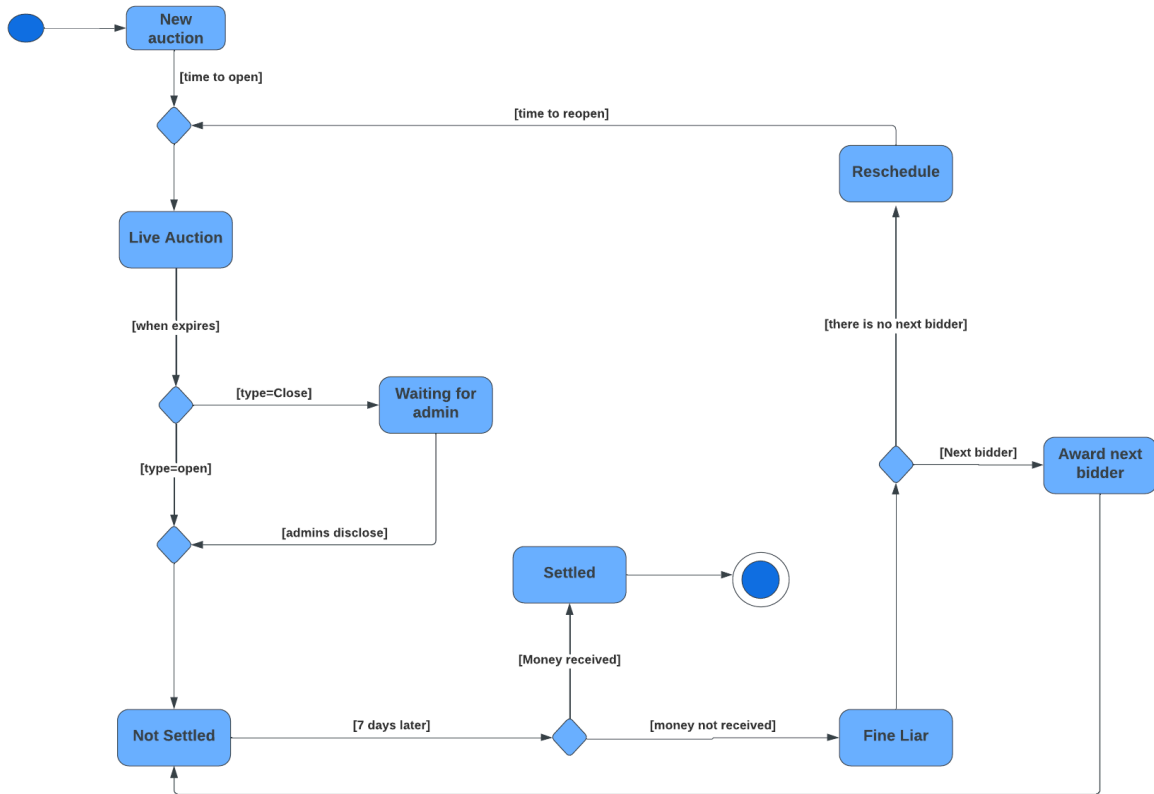 New
auction
[time to open]
[time to reopen]
Reschedule
Live Auction
[when expires]
[there is no next bidder]
[type=Close]
Waiting for
admin
[type=open]
[Next bidder]
Award next
bidder
[admins disclose]
Settled
[Money received]
Not Settled
[7 days later]
[money not received]
Fine Liar